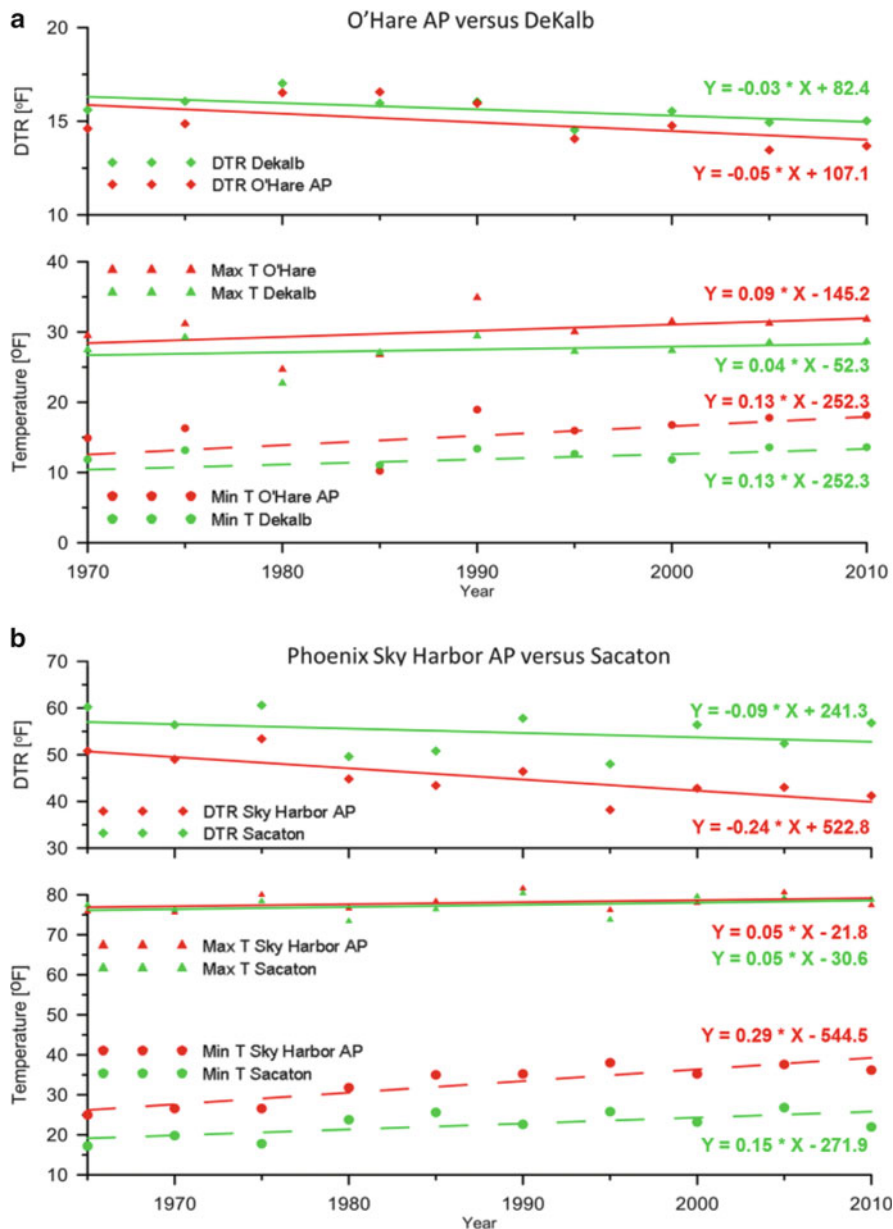 a
O'Hare AP versus DeKalb
20
15
10
DTR [ºF]
Y = -0.03 * X + 82.4
DTR Dekalb
DTR O'Hare AP
Y = -0.05 * X + 107.1
40
30
20
10
0
Temperature [ºF]
Max T O'Hare
Max T Dekalb
Y = 0.09 * X - 145.2
Y = 0.04 * X - 52.3
Y = 0.13 * X - 252.3
Min T O'Hare AP
Min T Dekalb
Y = 0.13 * X - 252.3
1970 1980 1990 2000 2010
Year
b
Phoenix Sky Harbor AP versus Sacaton
70
60
50
40
30
DTR [ºF]
Y = -0.09 * X + 241.3
DTR Sky Harbor AP
DTR Sacaton
Y = -0.24 * X + 522.8
80
70
60
50
40
30
20
10
Temperature [ºF]
Max T Sky Harbor AP
Max T Sacaton
Y = 0.05 * X - 21.8
Y = 0.05 * X - 30.6
Min T Sky Harbor AP
Min T Sacaton
Y = 0.29 * X - 544.5
Y = 0.15 * X - 271.9
1970 1980 1990 2000 2010
Year